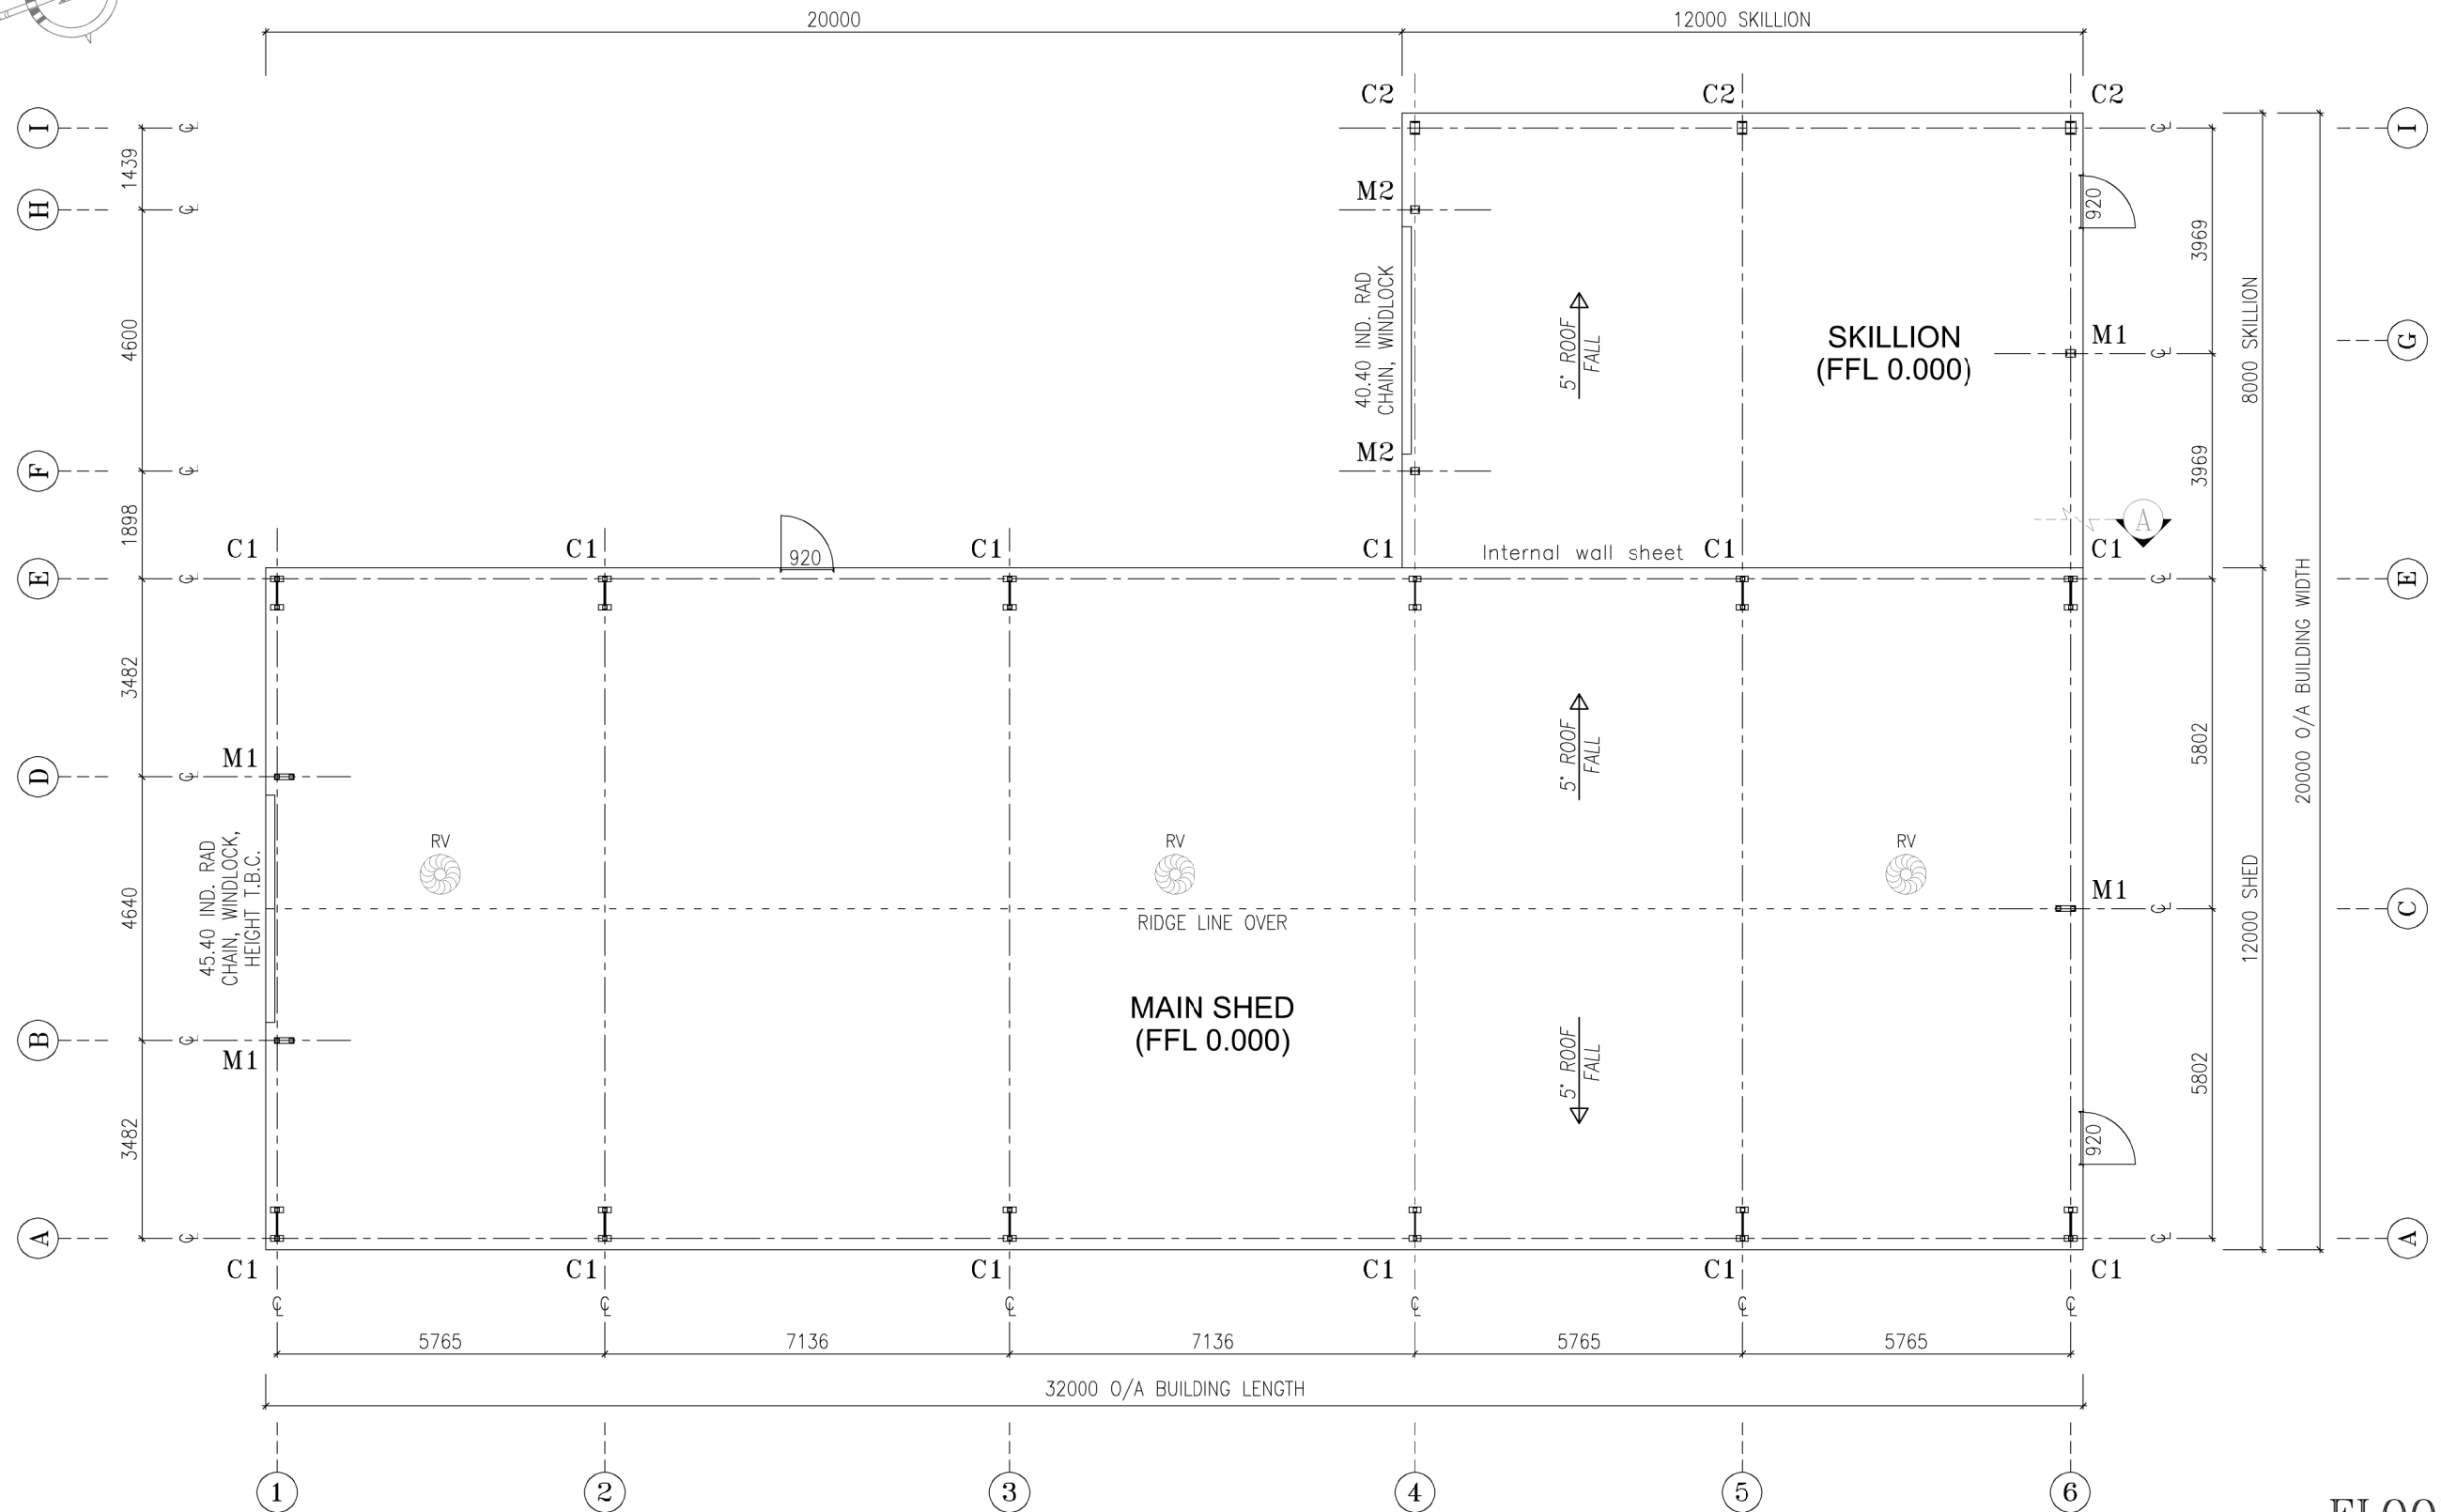 20000
12000 SKILLION
C2
C2
C2
I
I
1439
H
M2
920
3969
4600
40.40 IND. RAD
CHAIN, WINDLOCK
5° ROOF
FALL
SKILLION
(FFL 0.000)
M1
G
8000 SKILLION
F
M2
3969
1898
A
C1
C1
920
C1
C1
Internal wall sheet
C1
C1
E
E
20000 O/A BUILDING WIDTH
3482
5° ROOF
FALL
5802
D
M1
RV
RV
RV
45.40 IND. RAD
CHAIN, WINDLOCK,
HEIGHT T.B.C.
4640
RIDGE LINE OVER
M1
C
12000 SHED
MAIN SHED
(FFL 0.000)
B
M1
5° ROOF
FALL
5802
3482
920
A
A
C1
C1
C1
C1
C1
C1
5765
7136
7136
5765
5765
32000 O/A BUILDING LENGTH
1
2
3
4
5
6